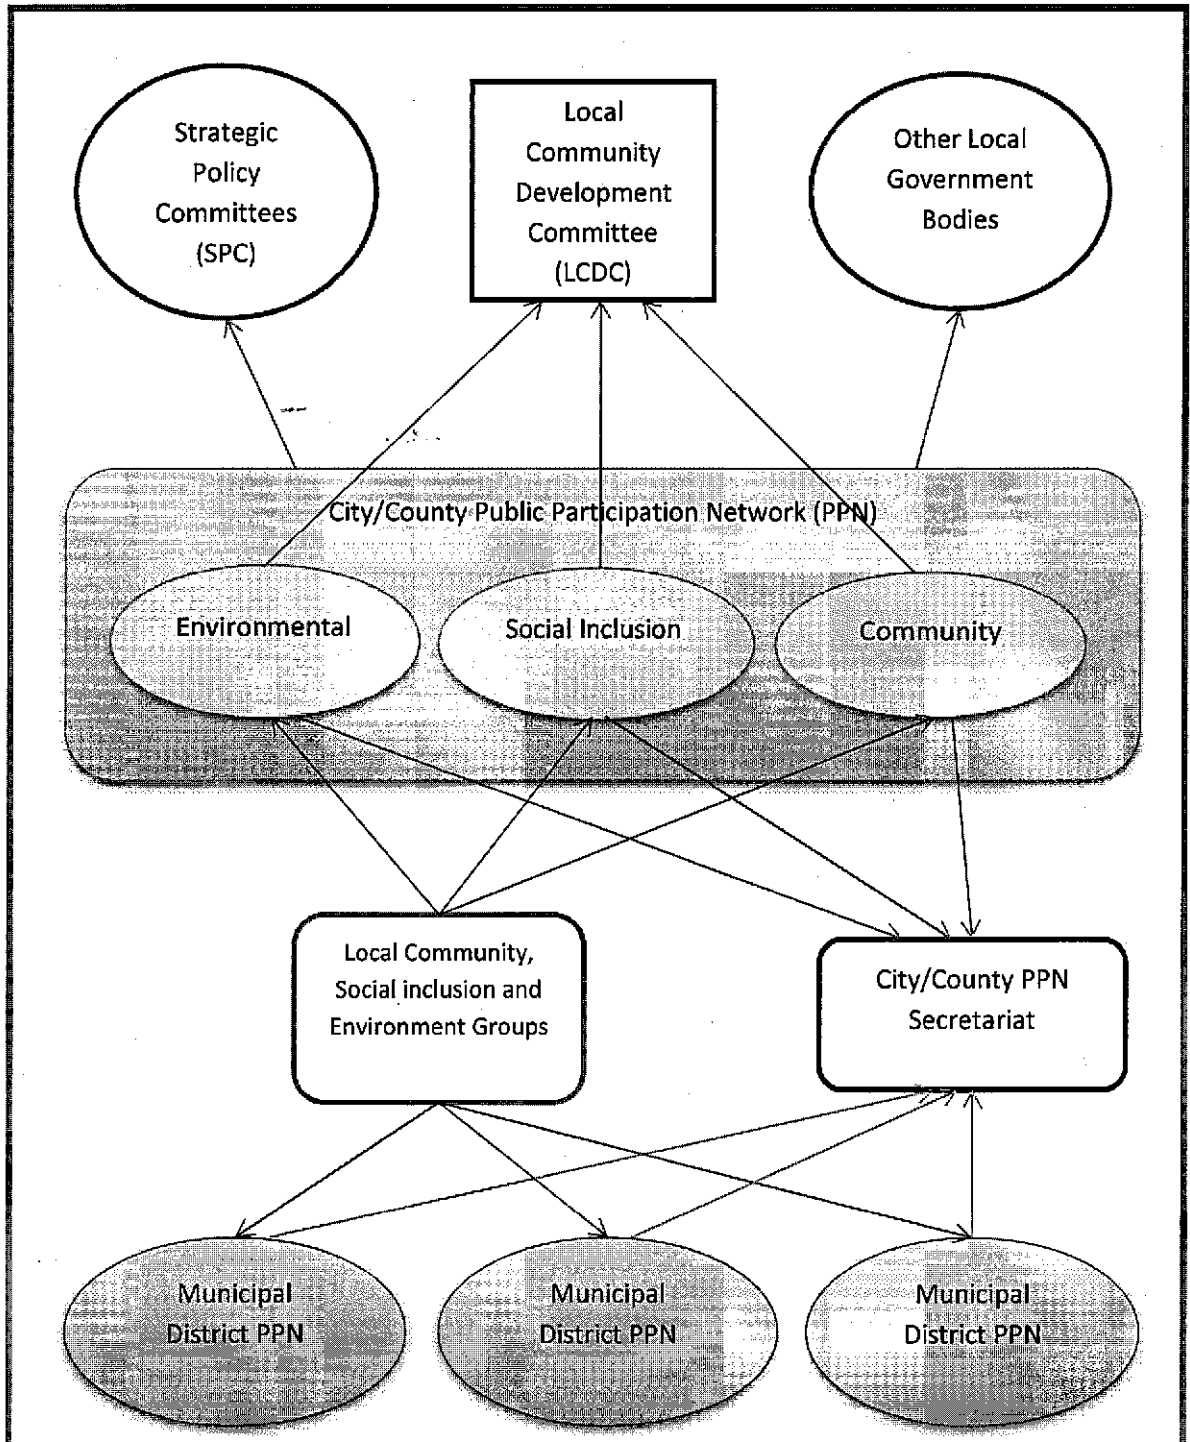 Strategic
Policy
Committees
(SPC)
Local
Community
Development
Committee
(LCDC)
Other Local
Government
Bodies
City/County Public Participation Network (PPN)
Environmental
Social Inclusion
Community
Local Community,
Social inclusion and
Environment Groups
City/County PPN
Secretariat
Municipal
District PPN
Municipal
District PPN
Municipal
District PPN